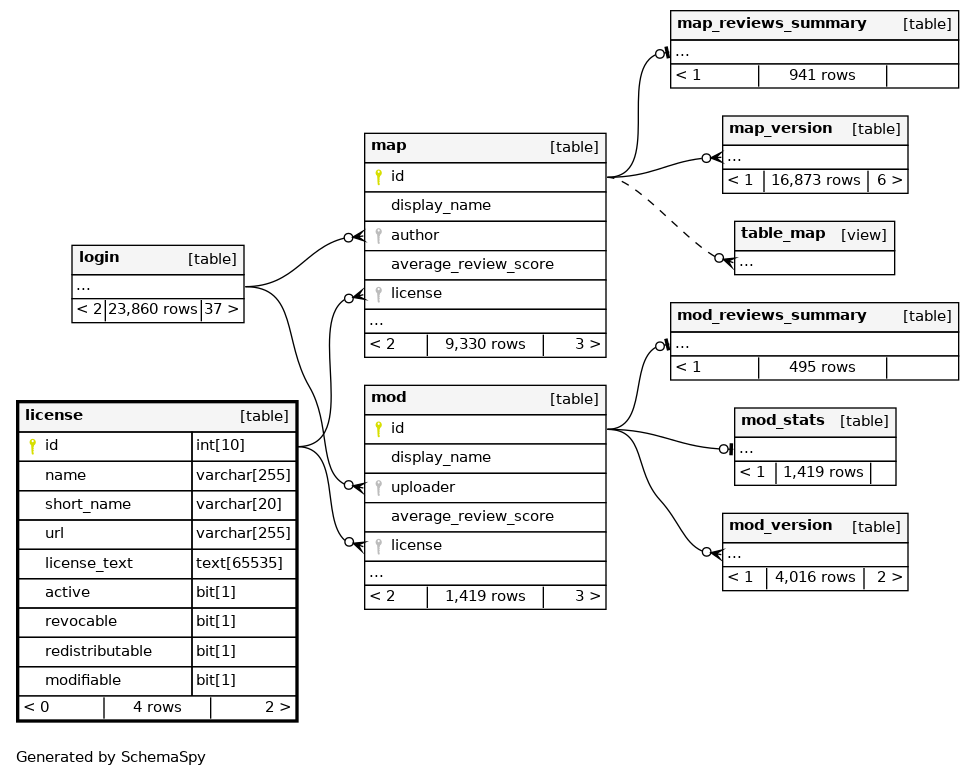 map_reviews_summary [table]
...
< 1 941 rows
map_version [table]
...
< 1 16,873 rows 6 >
map [table]
id
display_name
author
average_review_score
license
...
< 2 9,330 rows 3 >
table_map [view]
...
login [table]
...
< 2 23,860 rows 37 >
mod_reviews_summary [table]
...
< 1 495 rows
mod [table]
id
display_name
uploader
average_review_score
license
...
< 2 1,419 rows 3 >
license [table]
id int[10]
name varchar[255]
short_name varchar[20]
url varchar[255]
license_text text[65535]
active bit[1]
revocable bit[1]
redistributable bit[1]
modifiable bit[1]
< 0 4 rows 2 >
mod_stats [table]
...
< 1 1,419 rows
mod_version [table]
...
< 1 4,016 rows 2 >
Generated by SchemaSpy